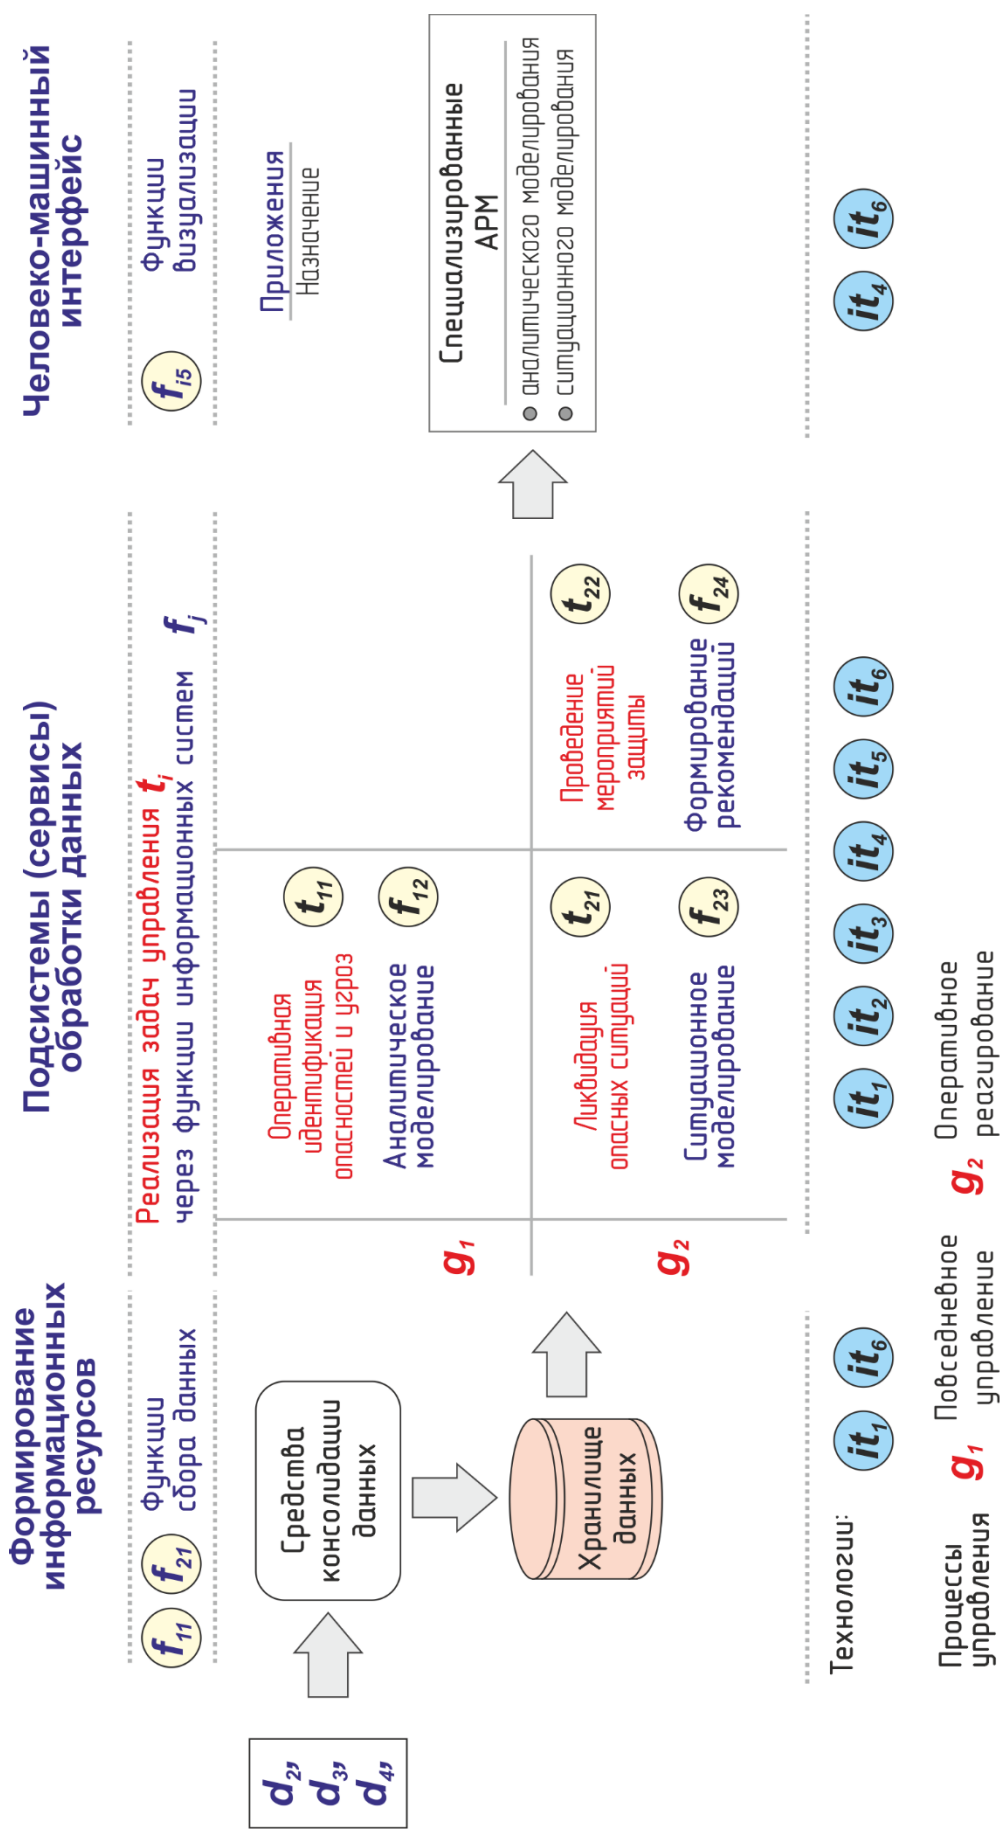 Формирование
информационных
ресурсов
Подсистемы (сервисы)
обработки данных
Человеко-машинный
интерфейс
f11 f21 Функции
сбора данных
Реализация задач управления ti
через функции информационных систем fj
fi5 Функции
визуализации
d2,
d3,
d4,
Средства
консолидации
данных
Хранилище
данных
g1
Оперативная
идентификация
опасностей и угроз
t11
Аналитическое
моделирование
f12
g2
Ликвидация
опасных ситуаций
t21
Ситуационное
моделирование
f23
Проведение
мероприятий
защиты
t22
Формирование
рекомендаций
f24
Приложения
Назначение
Специализированные
АРМ
аналитического моделирования
ситуационного моделирования
Технологии: it1 it6 it1 it2 it3 it4 it5 it6 it4 it6
Процессы
управления
g1 Повседневное
управление
g2 Оперативное
реагирование